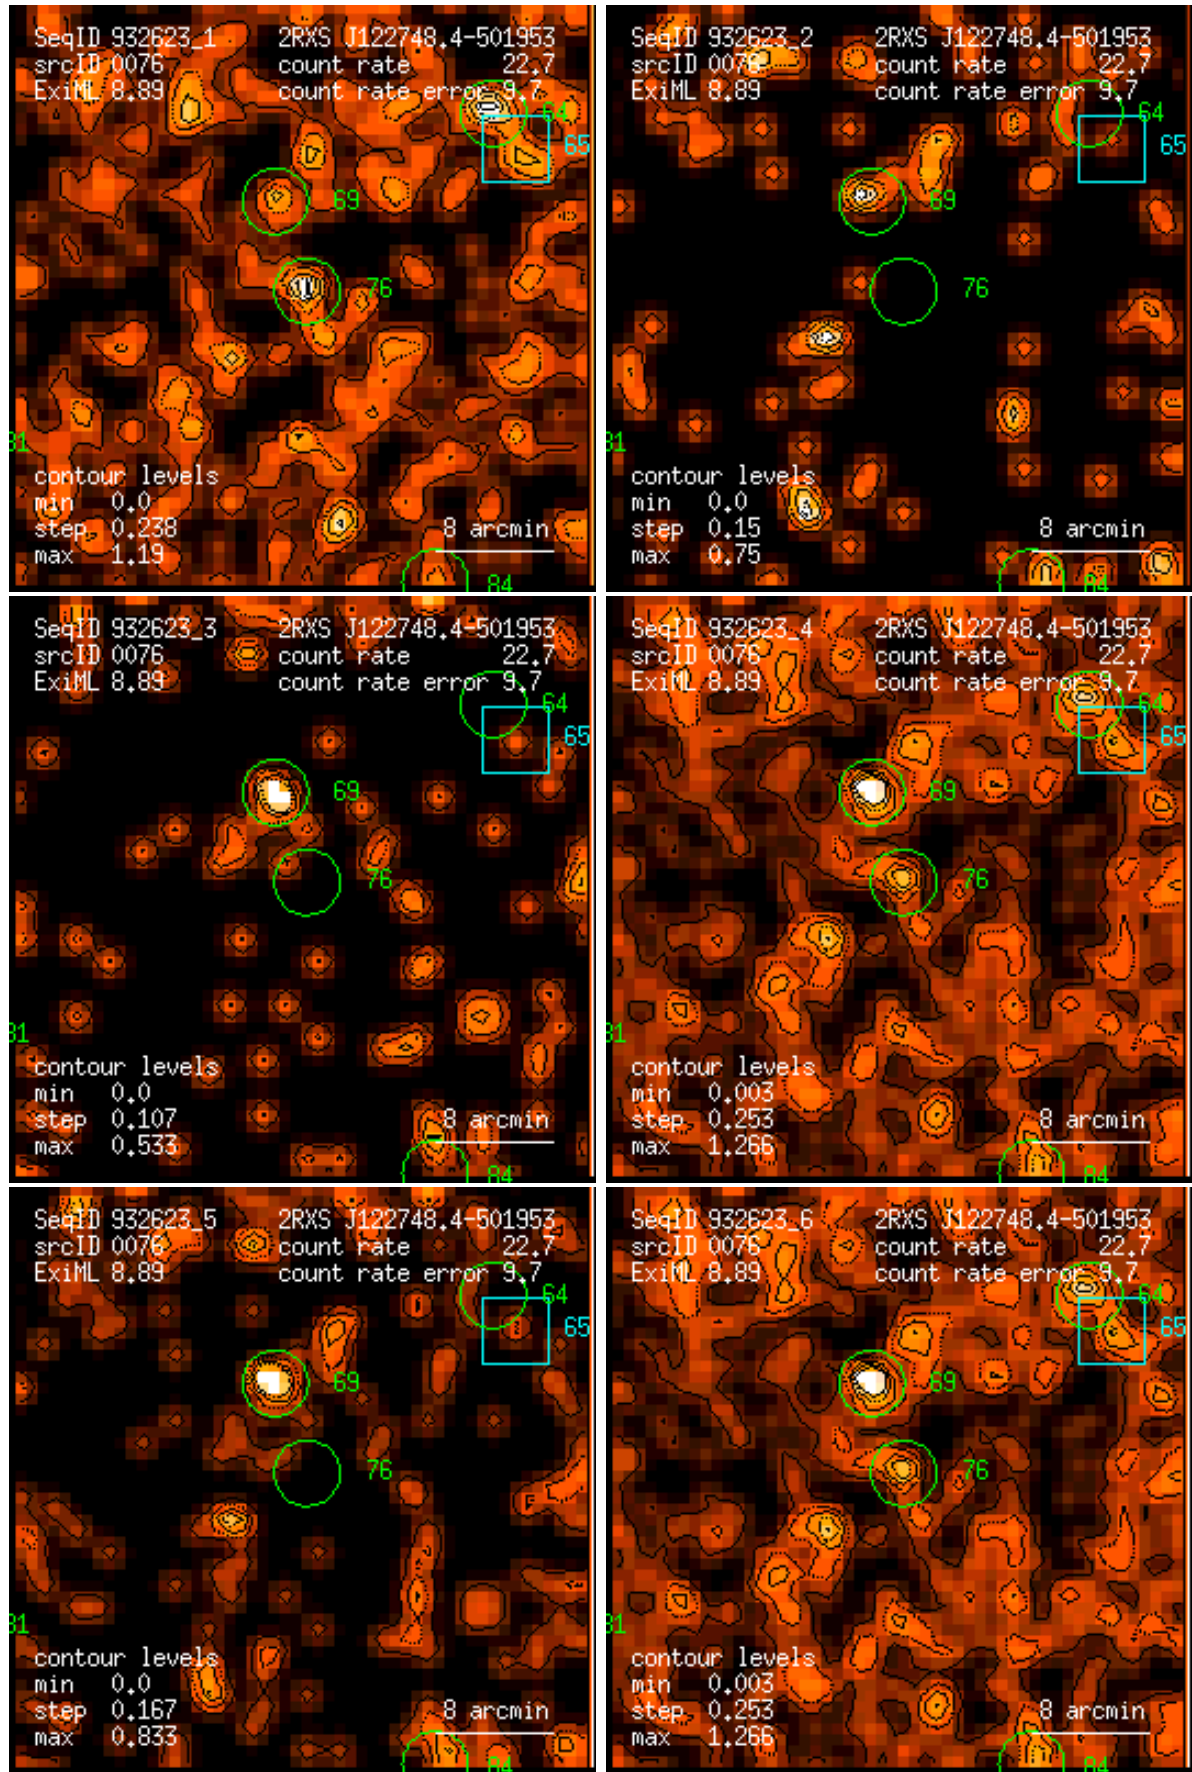 SeqID 932623_1 2RXS J122748.4-501953
srcID 0076 count rate 22.7
ExiML 8.89 count rate error 9.7
64
65
69
76
81
contour levels
min 0.0
step 0.238
max 1.19
8 arcmin
84
SeqID 932623_2 2RXS J122748.4-501953
srcID 0076 count rate 22.7
ExiML 8.89 count rate error 9.7
64
65
69
76
81
contour levels
min 0.0
step 0.15
max 0.75
8 arcmin
84
SeqID 932623_3 2RXS J122748.4-501953
srcID 0076 count rate 22.7
ExiML 8.89 count rate error 9.7
64
65
69
76
81
contour levels
min 0.0
step 0.107
max 0.533
8 arcmin
84
SeqID 932623_4 2RXS J122748.4-501953
srcID 0076 count rate 22.7
ExiML 8.89 count rate error 9.7
64
65
69
76
81
contour levels
min 0.003
step 0.253
max 1.266
8 arcmin
84
SeqID 932623_5 2RXS J122748.4-501953
srcID 0076 count rate 22.7
ExiML 8.89 count rate error 9.7
64
65
69
76
81
contour levels
min 0.0
step 0.167
max 0.833
8 arcmin
84
SeqID 932623_6 2RXS J122748.4-501953
srcID 0076 count rate 22.7
ExiML 8.89 count rate error 9.7
64
65
69
76
81
contour levels
min 0.003
step 0.253
max 1.266
8 arcmin
84